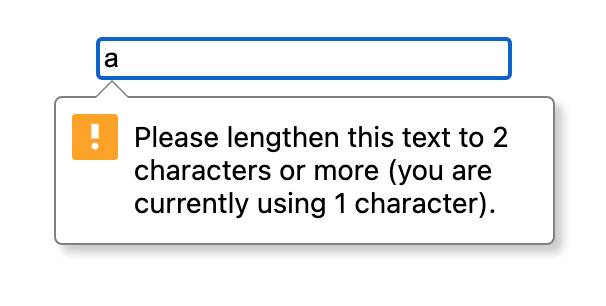 a
Please lengthen this text to 2
characters or more (you are
currently using 1 character).